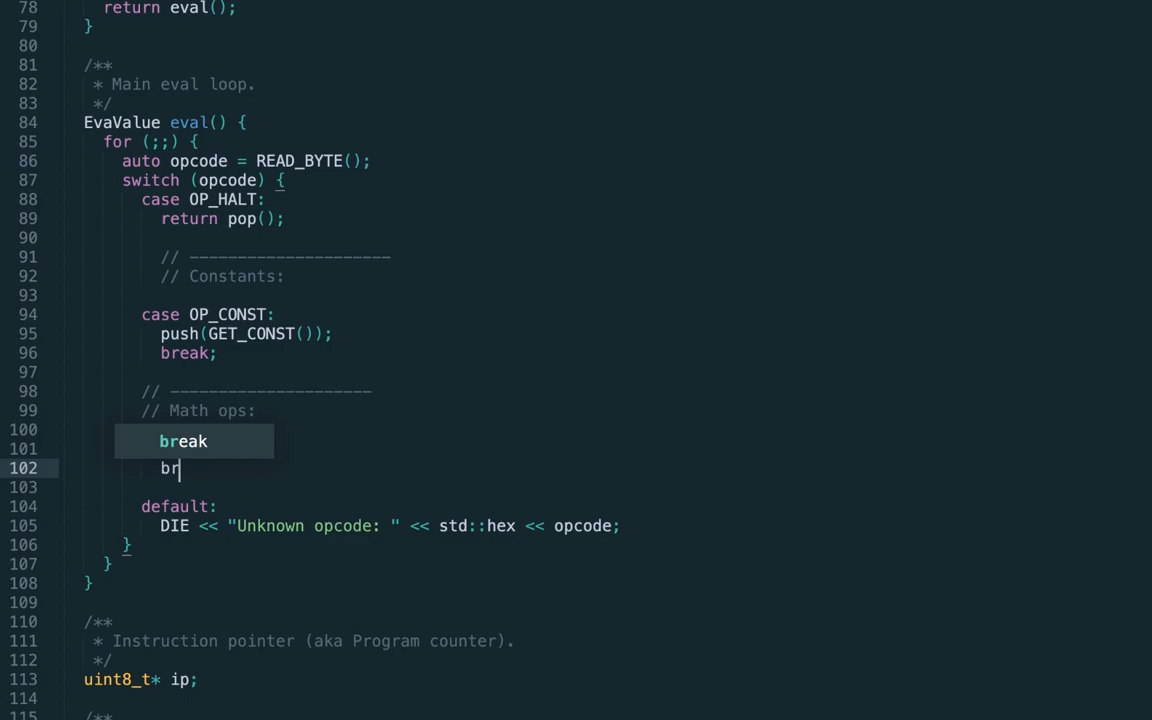 78 return eval();
79 }
80
81 /**
82 * Main eval loop.
83 */
84 EvaValue eval() {
85 for (;;) {
86 auto opcode = READ_BYTE();
87 switch (opcode) {
88 case OP_HALT:
89 return pop();
90
91 // ---------------------
92 // Constants:
93
94 case OP_CONST:
95 push(GET_CONST());
96 break;
97
98 // ---------------------
99 // Math ops:
100
break
101
102 br
103
104 default:
105 DIE << "Unknown opcode: " << std::hex << opcode;
106 }
107 }
108 }
109
110 /**
111 * Instruction pointer (aka Program counter).
112 */
113 uint8_t* ip;
114
115 /**